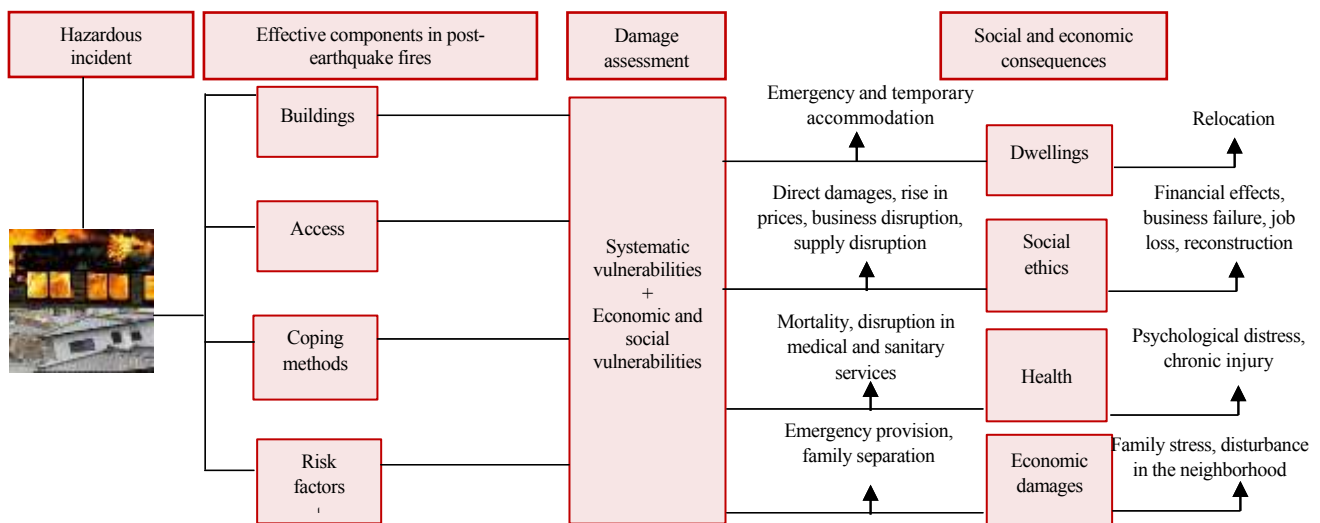 Hazardous
incident
Effective components in post-
earthquake fires
Damage
assessment
Social and economic
consequences
Buildings
Access
Coping
methods
Risk
factors
Systematic
vulnerabilities
+
Economic and
social
vulnerabilities
Emergency and temporary
accommodation
Dwellings
Relocation
Direct damages, rise in
prices, business disruption,
supply disruption
Social
ethics
Financial effects,
business failure, job
loss, reconstruction
Mortality, disruption in
medical and sanitary
services
Health
Psychological distress,
chronic injury
Emergency provision,
family separation
Economic
damages
Family stress, disturbance
in the neighborhood